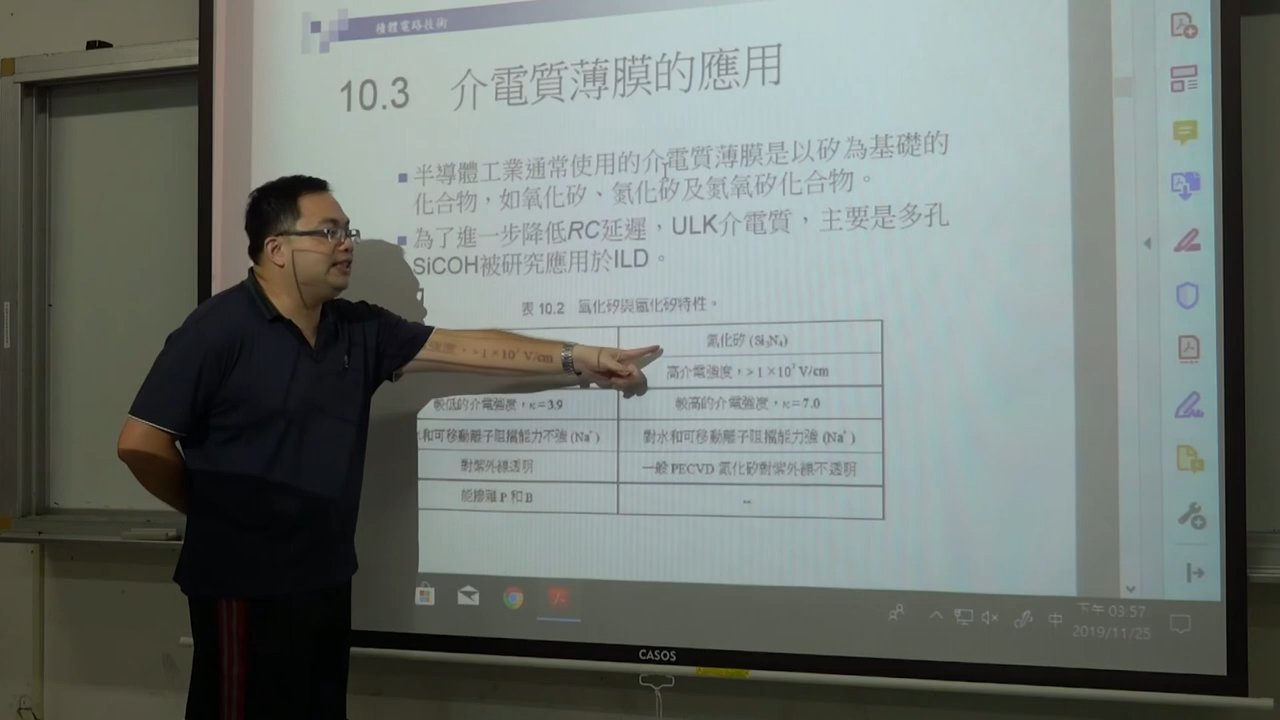 積體電路技術
10.3 介電質薄膜的應用
半導體工業通常使用的介電質薄膜是以矽為基礎的
化合物，如氧化矽、氮化矽及氮氧矽化合物。
為了進一步降低RC延遲，ULK介電質，主要是多孔
SiCOH被研究應用於ILD。
表 10.2 氧化矽與氮化矽特性。
氮化矽 (Si₃N₄)
強度，>1×10⁷ V/cm 高介電強度，>1×10⁷ V/cm
較低的介電強度，κ=3.9 較高的介電強度，κ=7.0
水和可移動離子阻擋能力不強 (Na⁺) 對水和可移動離子阻擋能力強 (Na⁺)
對紫外線透明 一般 PECVD 氮化矽對紫外線不透明
能摻雜 P 和 B --
中 下午 03:57
2019/11/25
CASOS